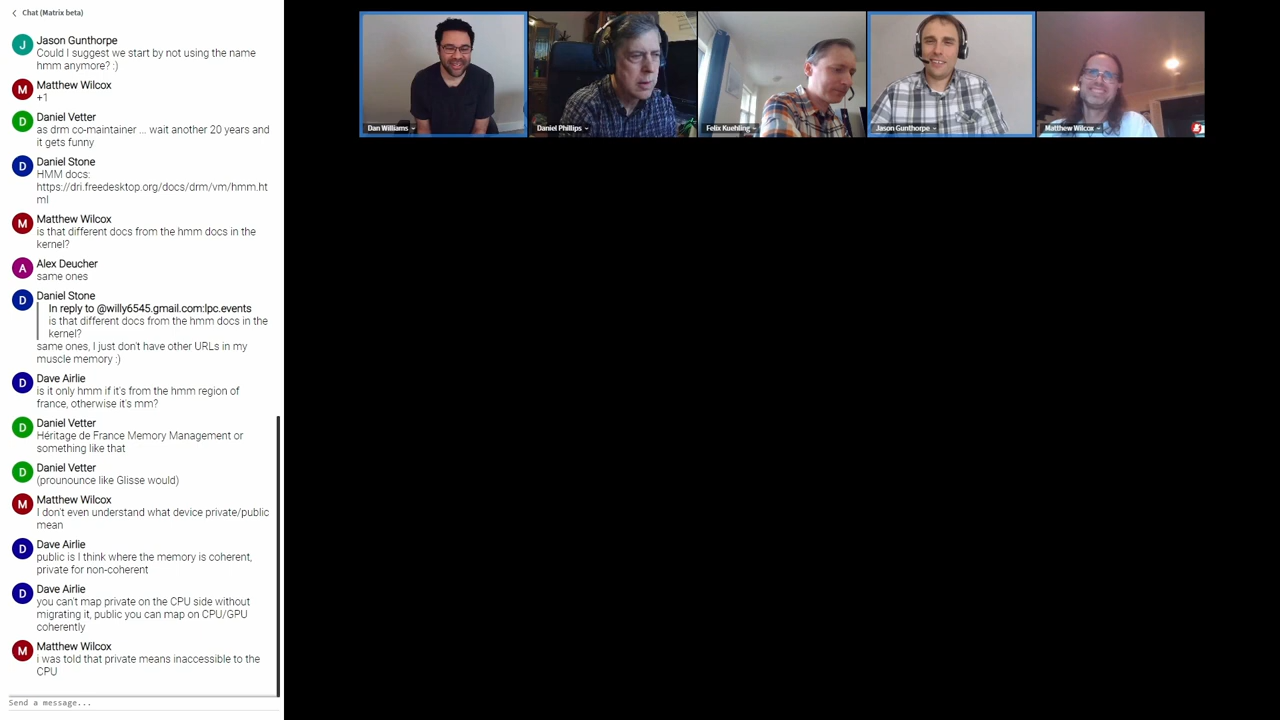 Chat (Matrix beta)
J
Jason Gunthorpe
Could I suggest we start by not using the name
hmm anymore? :)
M
Matthew Wilcox
+1
D
Daniel Vetter
as drm co-maintainer ... wait another 20 years and
it gets funny
D
Daniel Stone
HMM docs:
https://dri.freedesktop.org/docs/drm/vm/hmm.ht
ml
M
Matthew Wilcox
is that different docs from the hmm docs in the
kernel?
A
Alex Deucher
same ones
D
Daniel Stone
In reply to @willy6545.gmail.com:lpc.events
is that different docs from the hmm docs in the
kernel?
same ones, I just don't have other URLs in my
muscle memory :)
D
Dave Airlie
is it only hmm if it's from the hmm region of
france, otherwise it's mm?
D
Daniel Vetter
Héritage de France Memory Management or
something like that
D
Daniel Vetter
(prounounce like Glisse would)
M
Matthew Wilcox
I don't even understand what device private/public
mean
D
Dave Airlie
public is I think where the memory is coherent,
private for non-coherent
D
Dave Airlie
you can't map private on the CPU side without
migrating it, public you can map on CPU/GPU
coherently
M
Matthew Wilcox
i was told that private means inaccessible to the
CPU
Send a message...
Dan Williams
Daniel Phillips
Felix Kuehling
Jason Gunthorpe
Matthew Wilcox